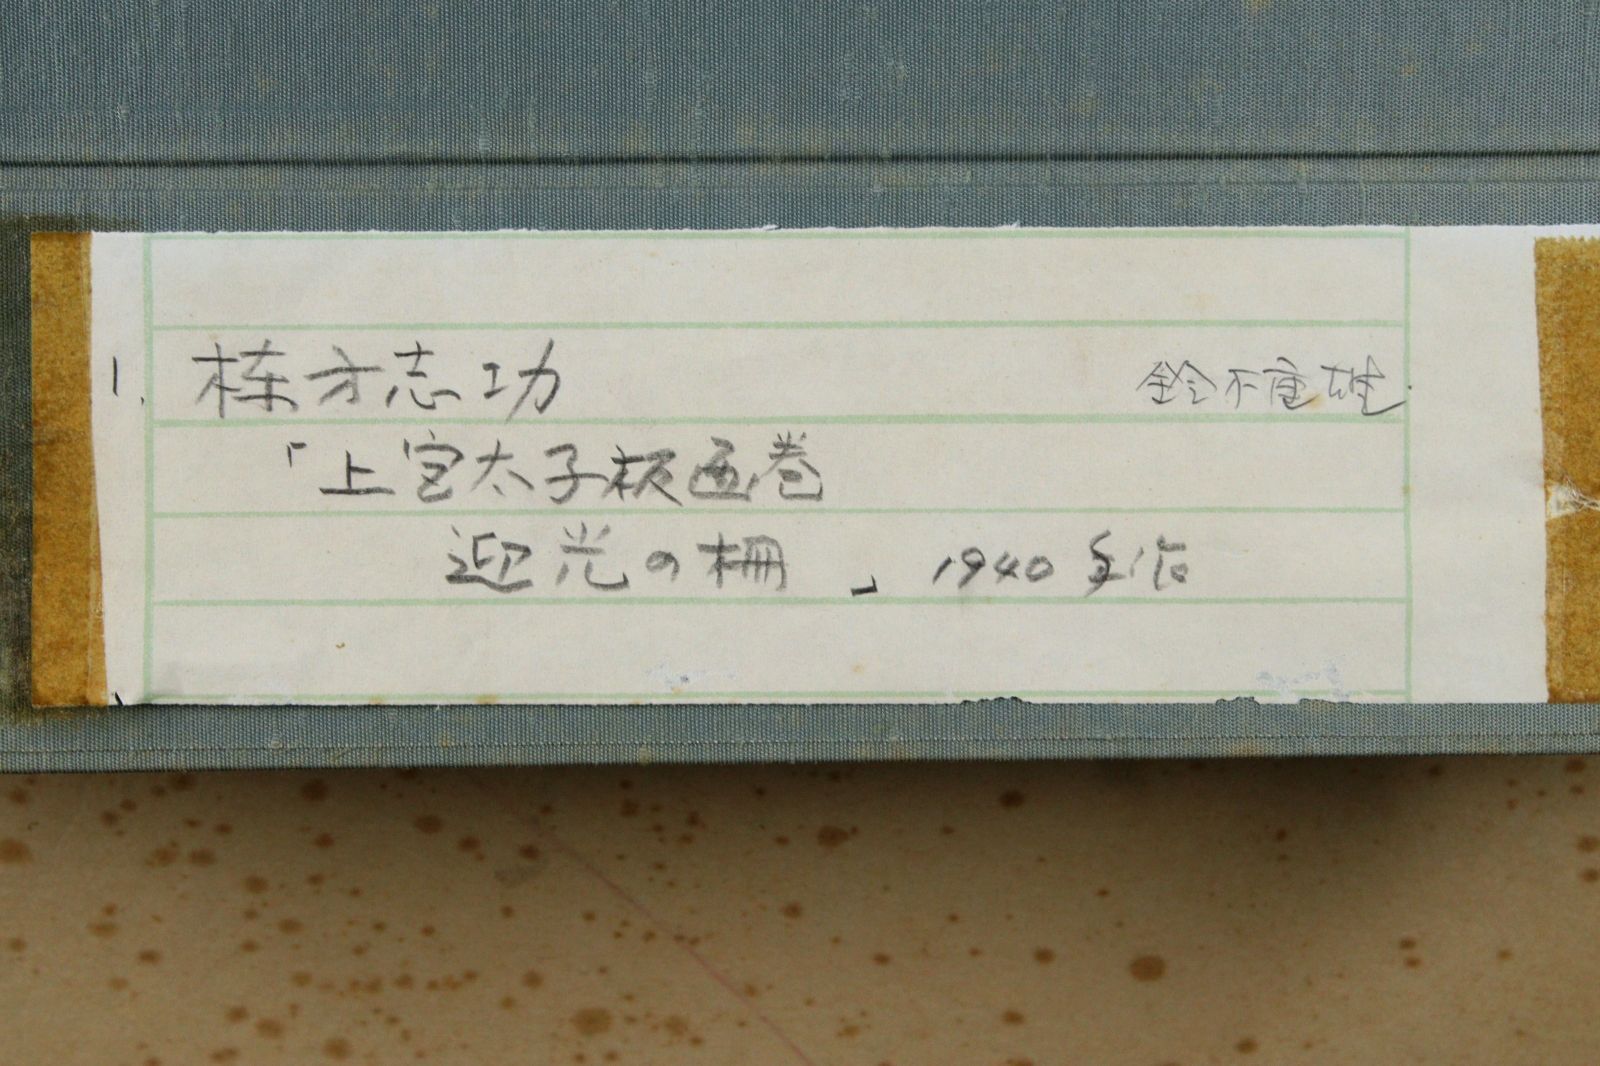 1. 棟方志功 鈴木重雄
「上宮太子板画巻
迎光の柵」 1940年作